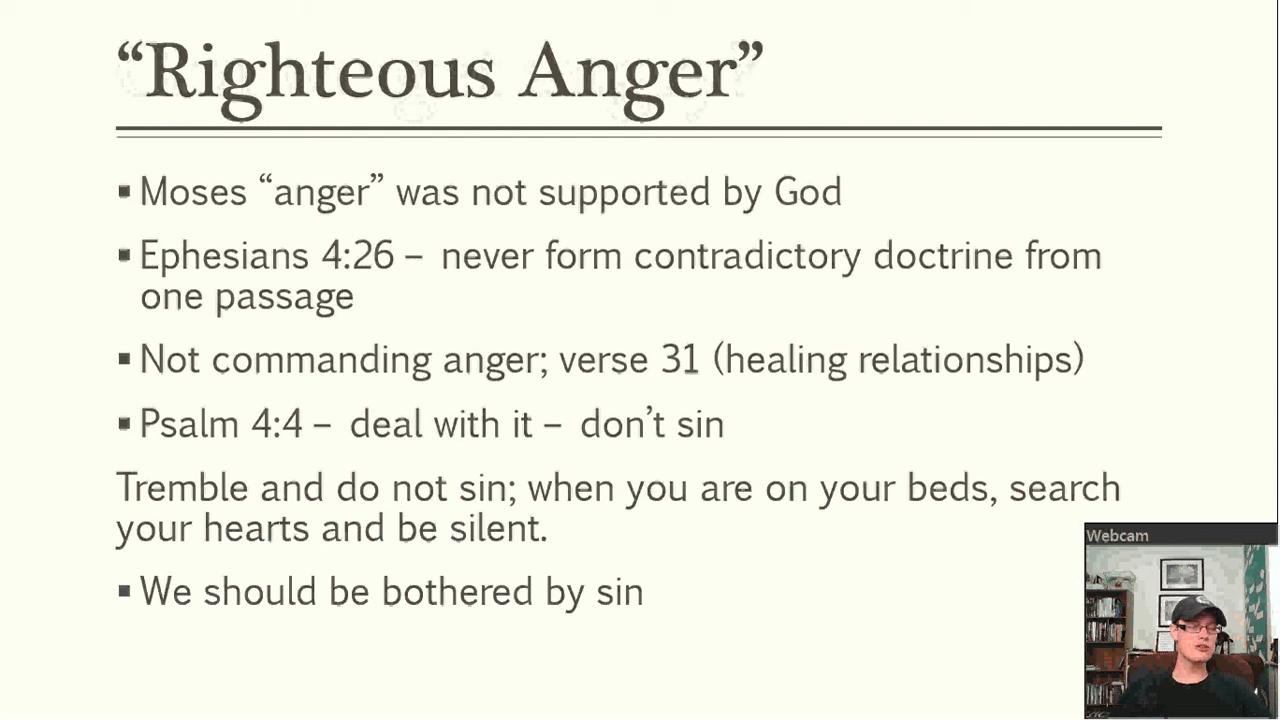 “Righteous Anger”
▪ Moses “anger” was not supported by God
▪ Ephesians 4:26 – never form contradictory doctrine from
one passage
▪ Not commanding anger; verse 31 (healing relationships)
▪ Psalm 4:4 – deal with it – don’t sin
Tremble and do not sin; when you are on your beds, search
your hearts and be silent.
▪ We should be bothered by sin
Webcam